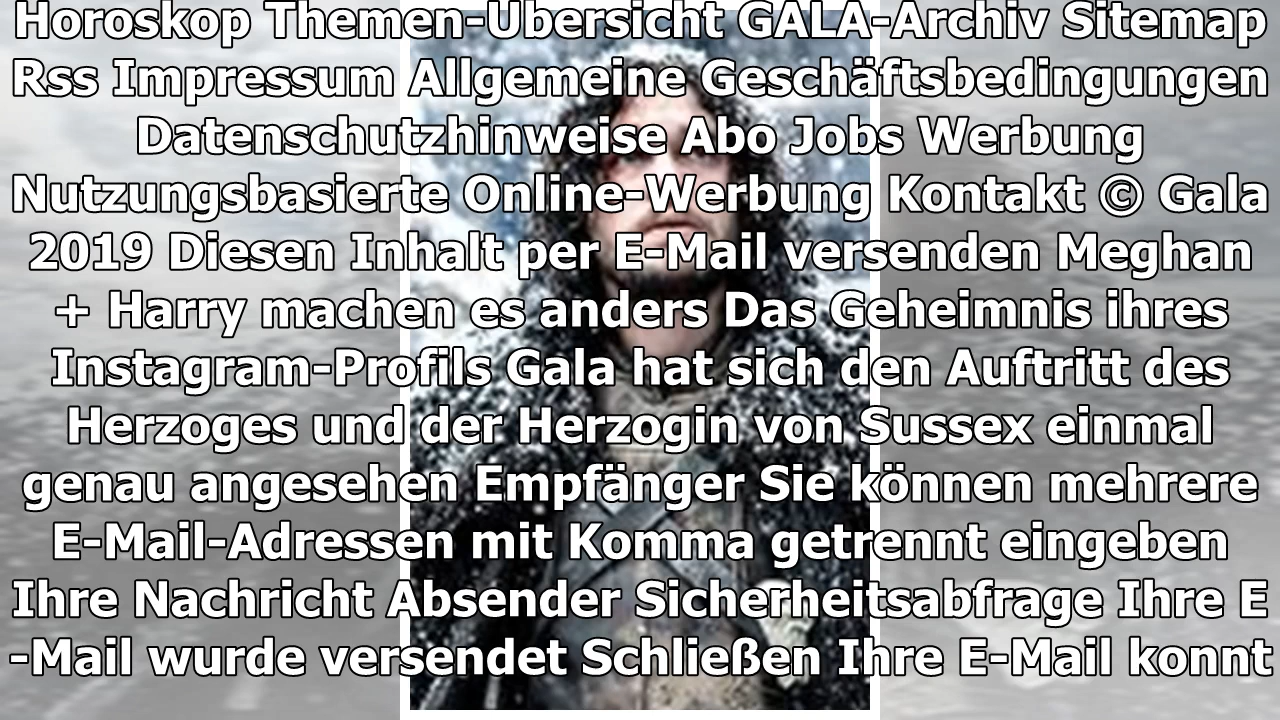 Horoskop Themen-Übersicht GALA-Archiv Sitemap
Rss Impressum Allgemeine Geschäftsbedingungen
Datenschutzhinweise Abo Jobs Werbung
Nutzungsbasierte Online-Werbung Kontakt © Gala
2019 Diesen Inhalt per E-Mail versenden Meghan
+ Harry machen es anders Das Geheimnis ihres
Instagram-Profils Gala hat sich den Auftritt des
Herzoges und der Herzogin von Sussex einmal
genau angesehen Empfänger Sie können mehrere
E-Mail-Adressen mit Komma getrennt eingeben
Ihre Nachricht Absender Sicherheitsabfrage Ihre E
-Mail wurde versendet Schließen Ihre E-Mail konnt